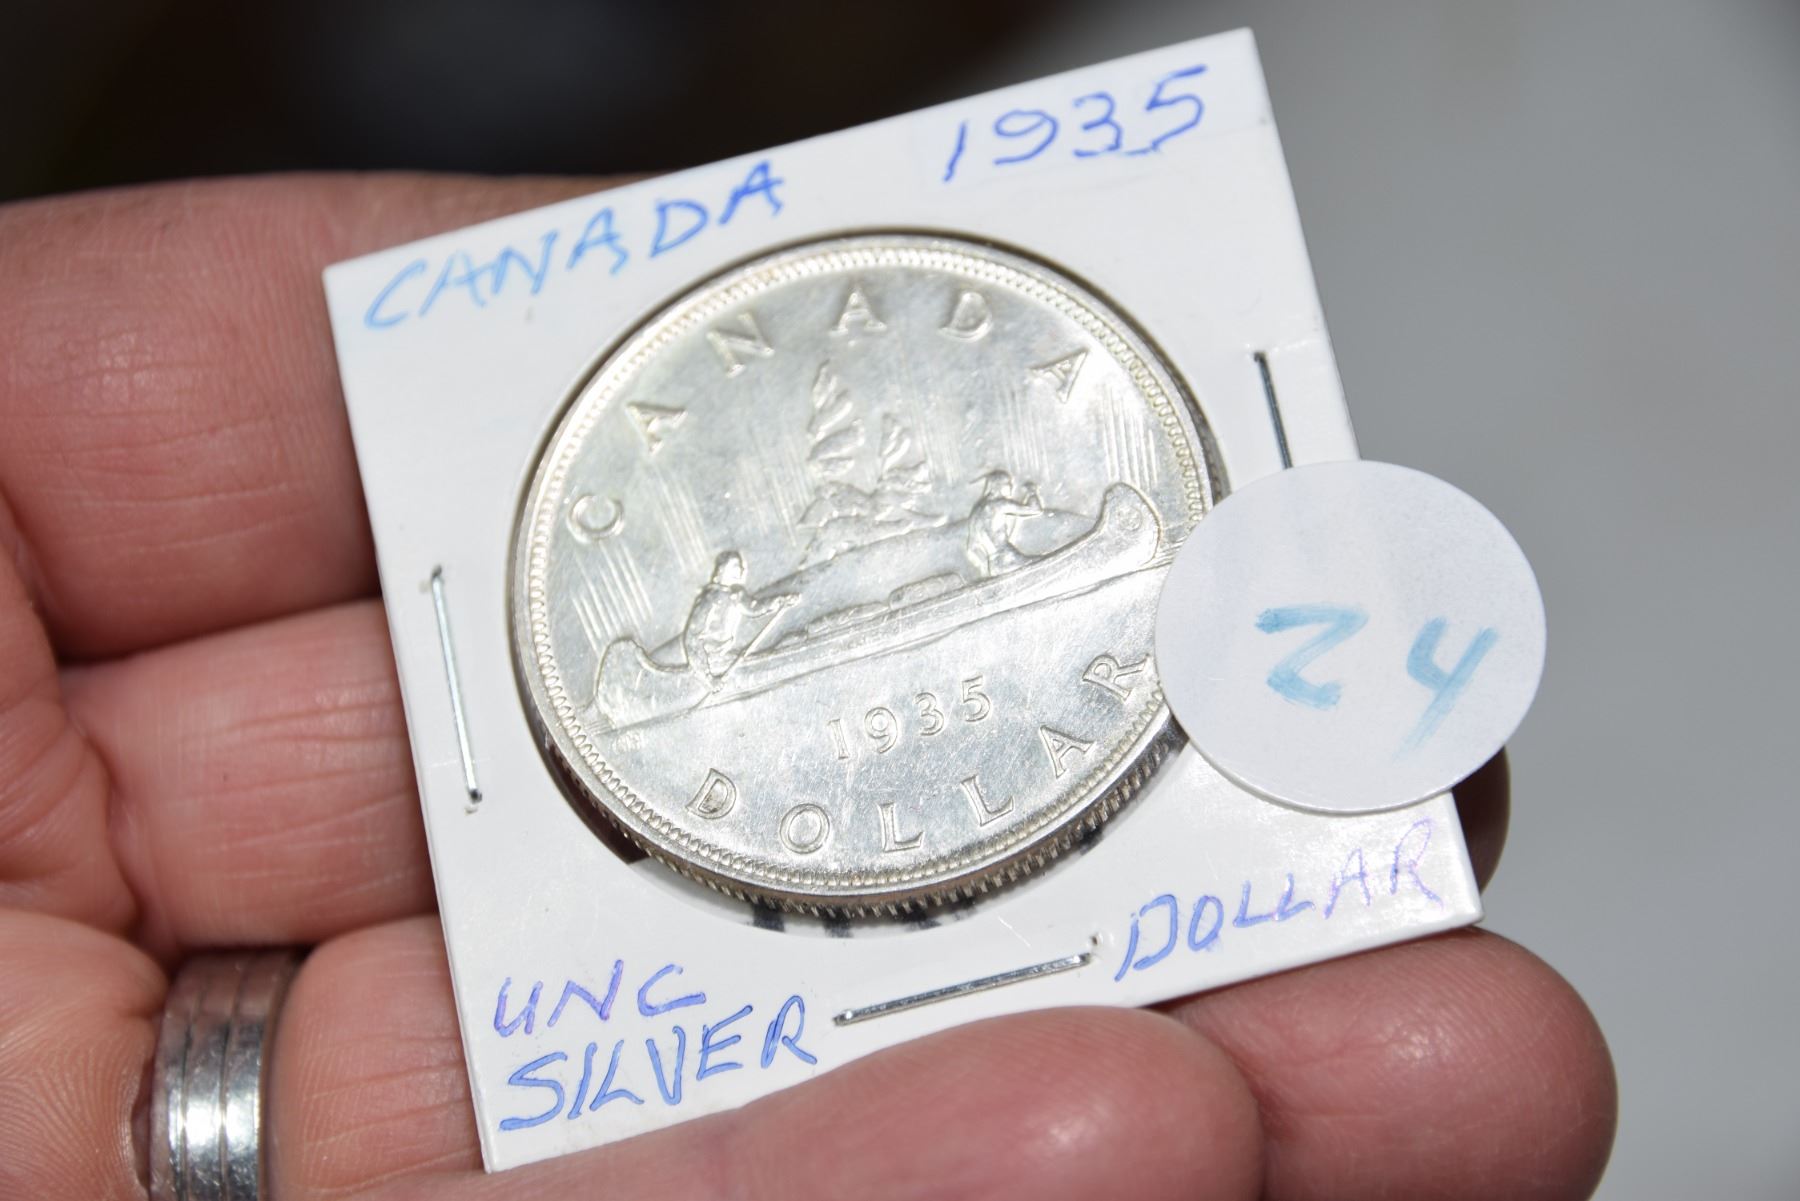 CANADA 1935
CANADA
1935
DOLLAR
24
UNC
SILVER
DOLLAR